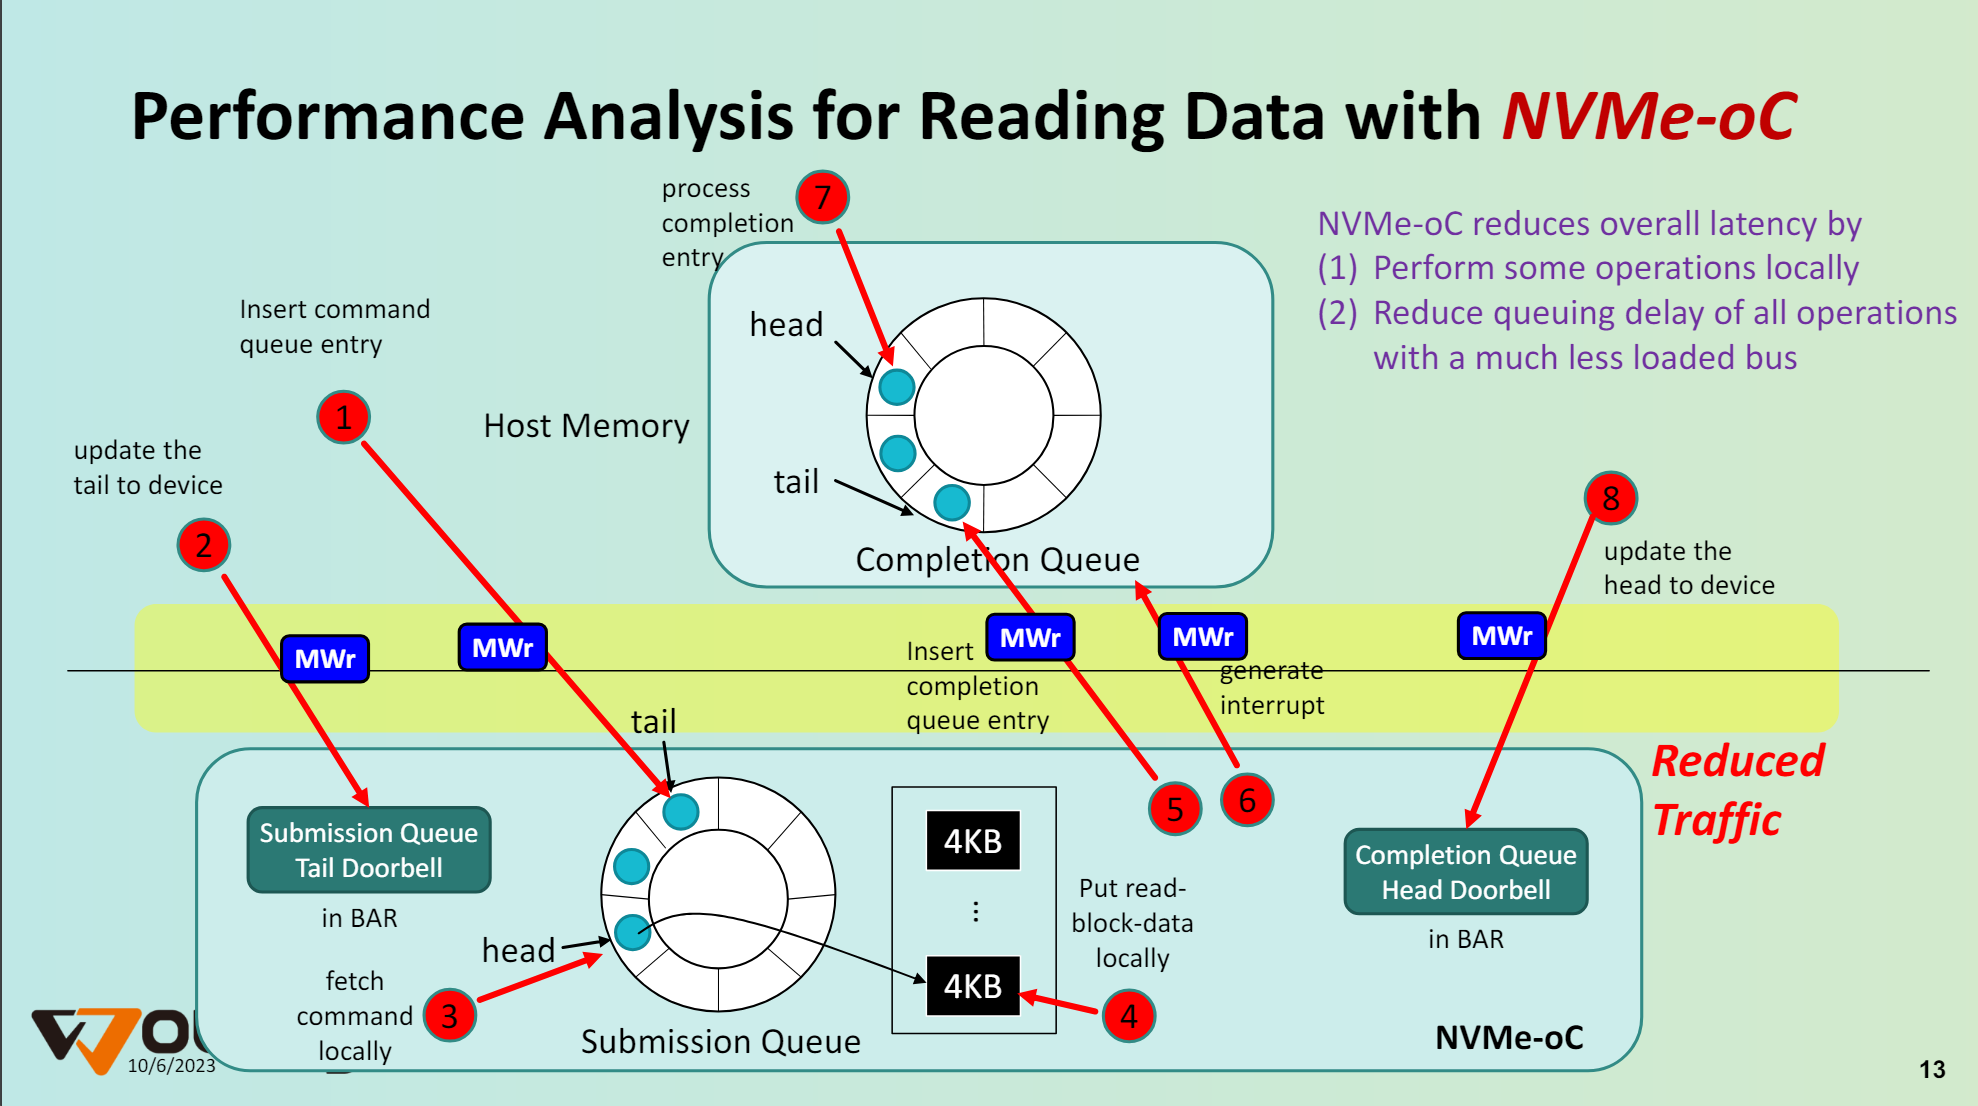 Performance Analysis for Reading Data with NVMe-oC
process
completion
entry
7
NVMe-oC reduces overall latency by
(1) Perform some operations locally
(2) Reduce queuing delay of all operations
with a much less loaded bus
Insert command
queue entry
1
head
Host Memory
tail
Completion Queue
update the
tail to device
2
8
update the
head to device
MWr
MWr
MWr
MWr
MWr
Insert
completion
queue entry
generate
interrupt
tail
5
6
Reduced
Traffic
Submission Queue
Tail Doorbell
in BAR
4KB
⋮
4KB
Put read-
block-data
locally
4
Completion Queue
Head Doorbell
in BAR
head
fetch
command
locally
3
Submission Queue
NVMe-oC
10/6/2023
13